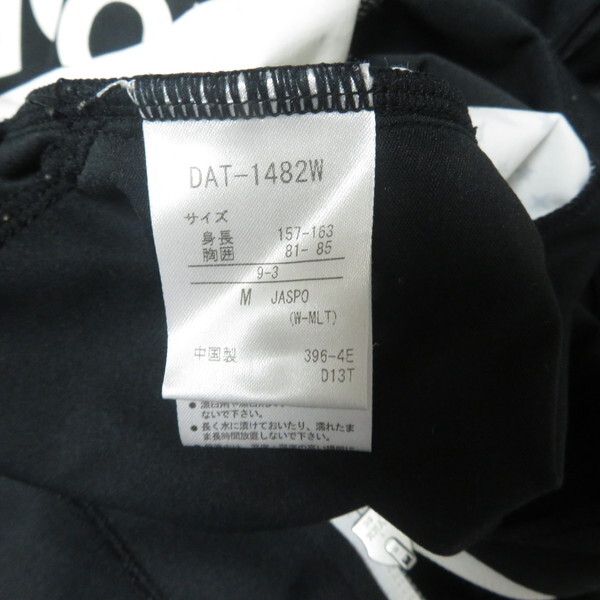 DAT-1482W
サイズ
身長 157-163
胸囲 81- 85
9-3
M JASPO
(W-MLT)
中国製 396-4E
D13T
ないで下さい。
● 長く水に漬けておいたり、濡れたま
ま長時間放置しないで下さい。